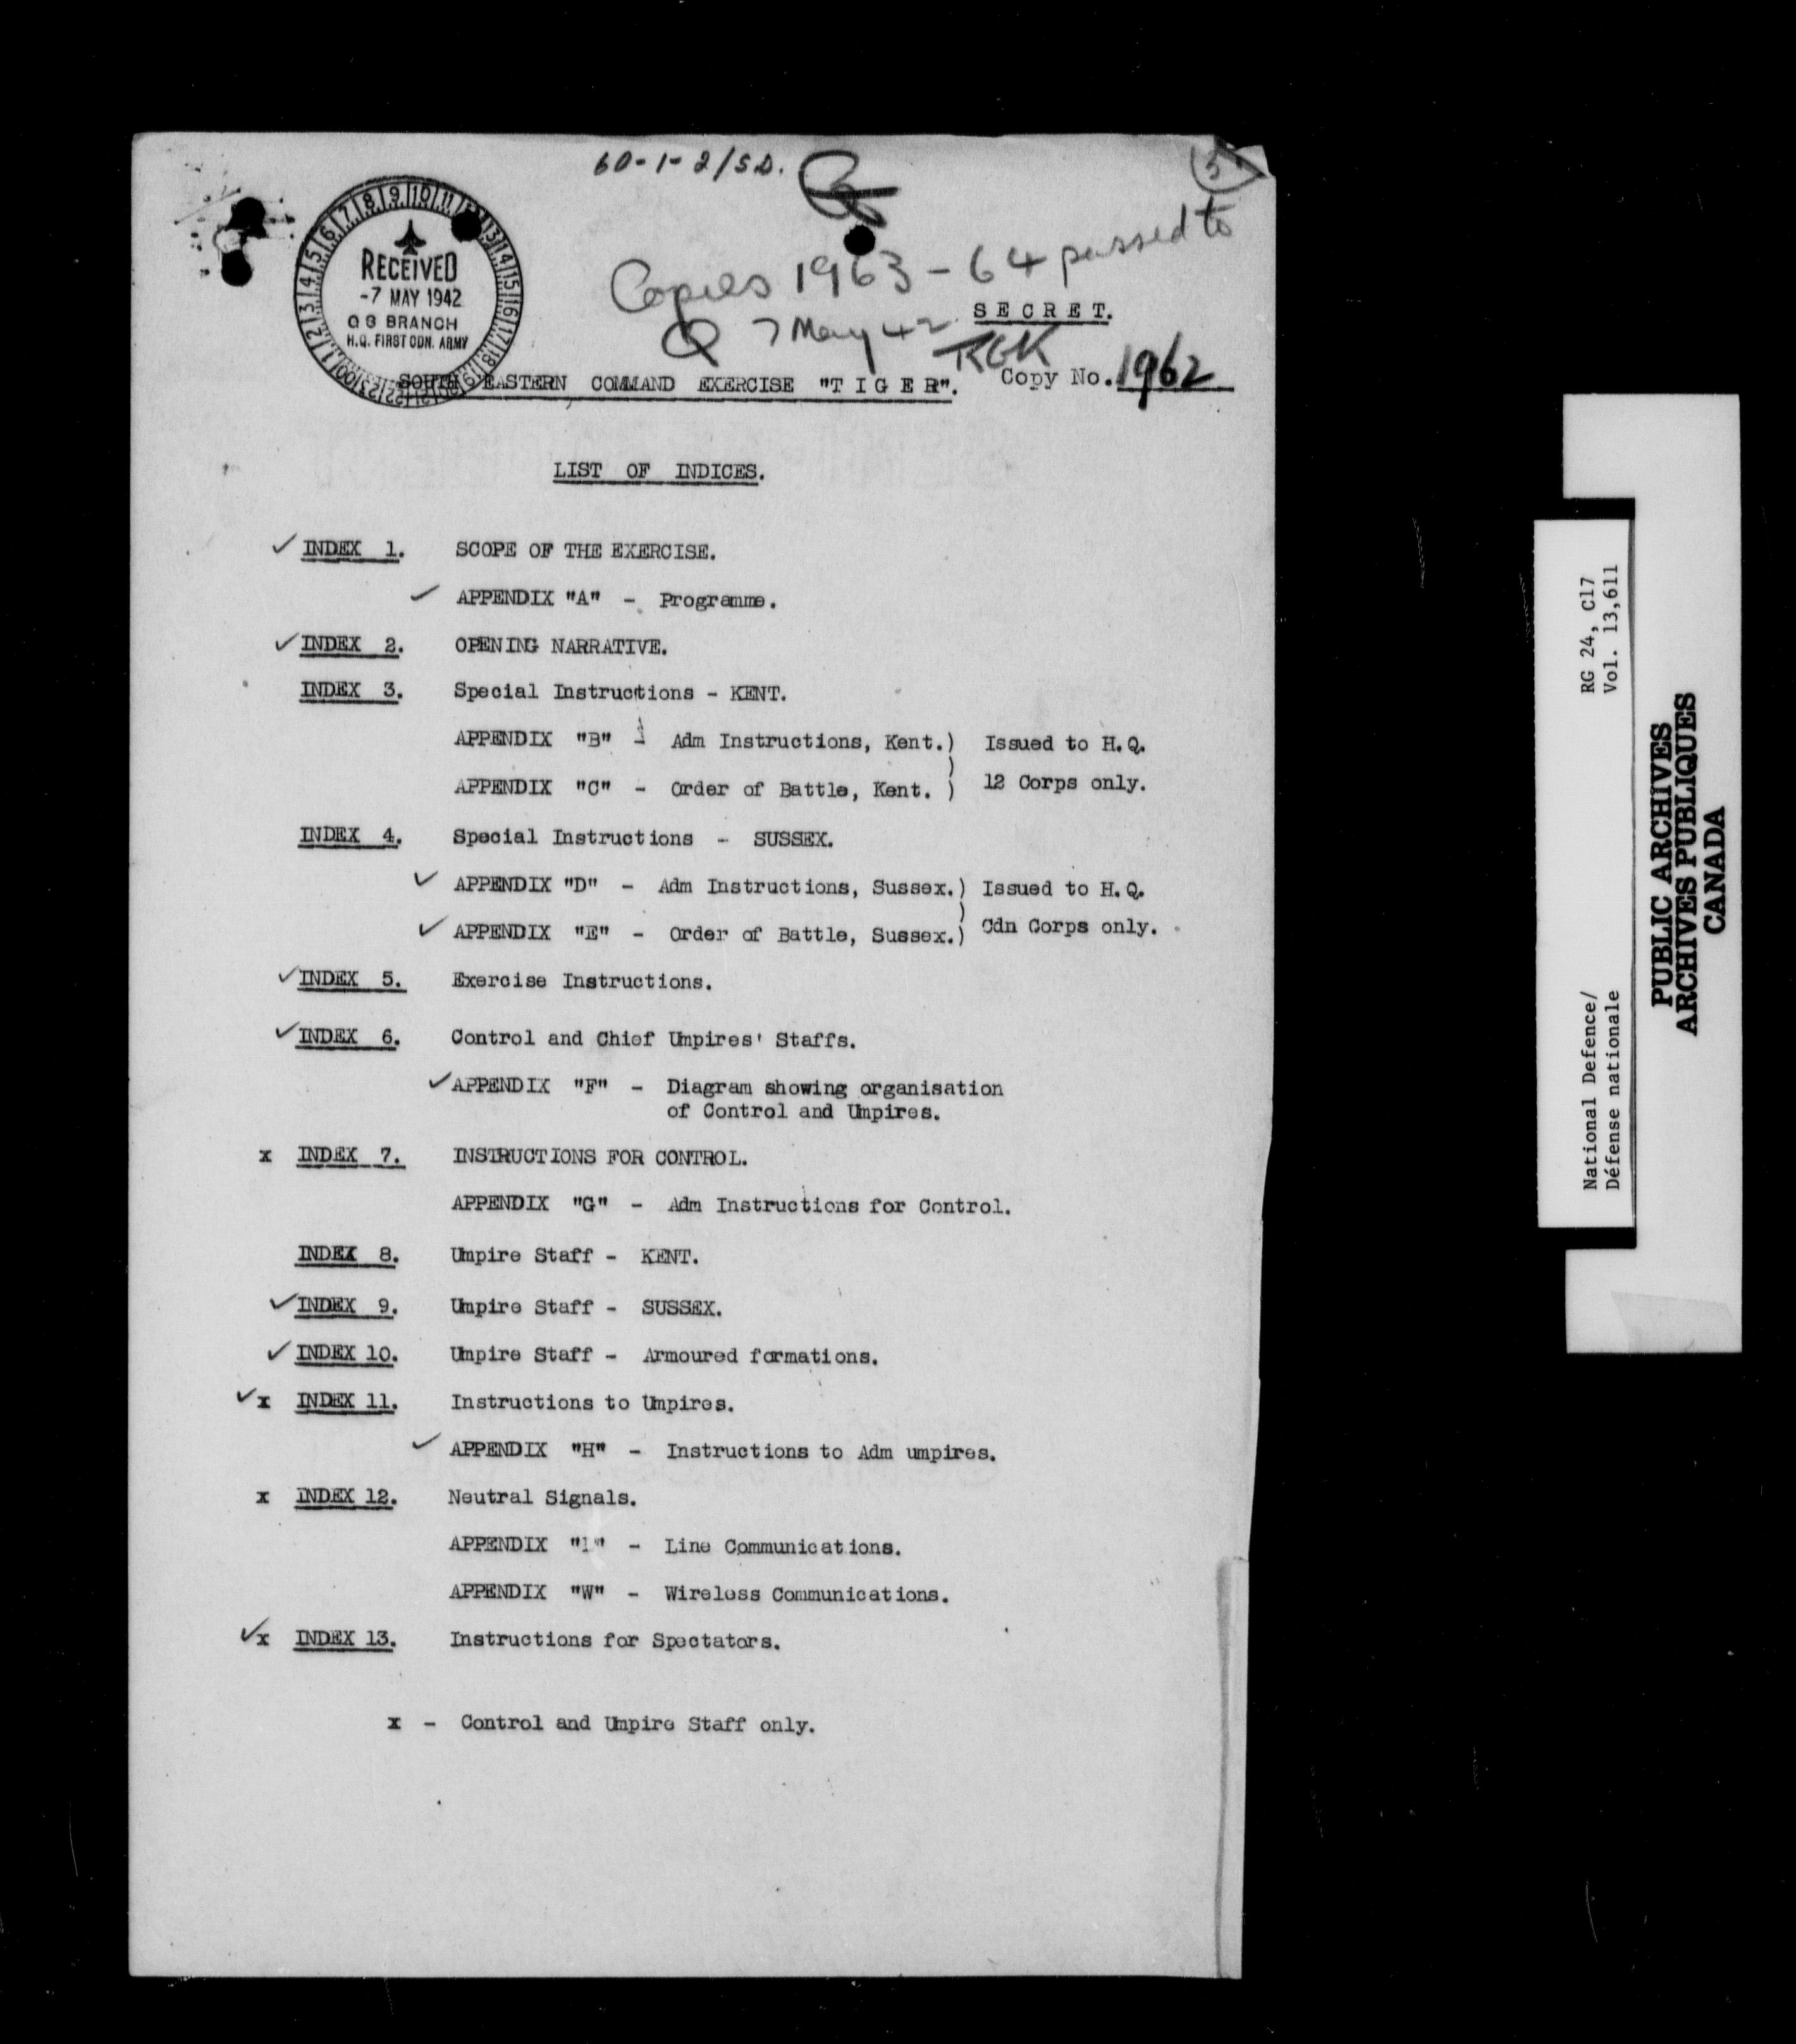 60-1-2/SD.
5
Copies 1963-64 passed to
Q 7 May 42
RECEIVED
-7 MAY 1942
G S BRANCH
H.Q. FIRST CDN. ARMY
S E C R E T.
Copy No. 1962
SOUTH EASTERN COMMAND EXERCISE "T I G E R".
LIST OF INDICES.
✓ INDEX 1. SCOPE OF THE EXERCISE.
✓ APPENDIX "A" - Programme.
✓ INDEX 2. OPENING NARRATIVE.
INDEX 3. Special Instructions - KENT.
APPENDIX "B" - Adm Instructions, Kent.) Issued to H.Q.
)
APPENDIX "C" - Order of Battle, Kent. ) 12 Corps only.
INDEX 4. Special Instructions - SUSSEX.
✓ APPENDIX "D" - Adm Instructions, Sussex.) Issued to H.Q.
)
✓ APPENDIX "E" - Order of Battle, Sussex.) Cdn Corps only.
✓ INDEX 5. Exercise Instructions.
✓ INDEX 6. Control and Chief Umpires' Staffs.
✓ APPENDIX "F" - Diagram showing organisation
of Control and Umpires.
x INDEX 7. INSTRUCTIONS FOR CONTROL.
APPENDIX "G" - Adm Instructions for Control.
INDEX 8. Umpire Staff - KENT.
✓ INDEX 9. Umpire Staff - SUSSEX.
✓ INDEX 10. Umpire Staff - Armoured formations.
✓ x INDEX 11. Instructions to Umpires.
✓ APPENDIX "H" - Instructions to Adm umpires.
x INDEX 12. Neutral Signals.
APPENDIX - Line Communications.
APPENDIX "W" - Wireless Communications.
✓ x INDEX 13. Instructions for Spectators.
x - Control and Umpire Staff only.
National Defence/ RG 24, C17
Défense nationale Vol. 13,611
PUBLIC ARCHIVES
ARCHIVES PUBLIQUES
CANADA